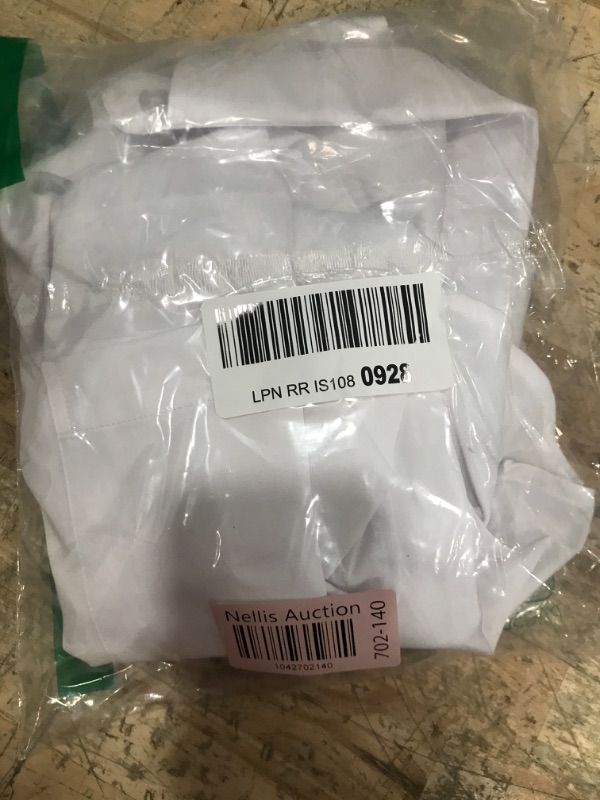 LPN RR IS108 0928
Nellis Auction
702-140
1042702140